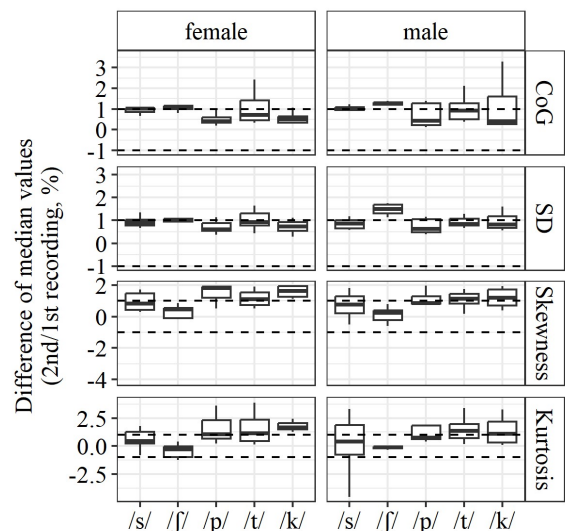 female male
3
2
1
0
-1
CoG
3
2
1
0
-1
SD
2
0
-2
-4
Skewness
2.5
0.0
-2.5
Kurtosis
Difference of median values
(2nd/1st recording, %)
/s/ /ʃ/ /p/ /t/ /k/ /s/ /ʃ/ /p/ /t/ /k/